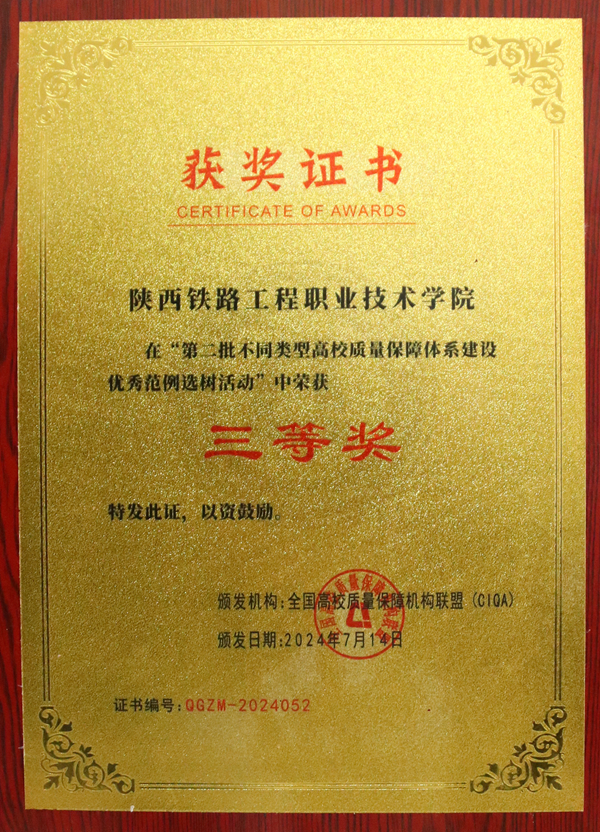 获奖证书
CERTIFICATE OF AWARDS
陕西铁路工程职业技术学院
在“第二批不同类型高校质量保障体系建设
优秀范例选树活动”中荣获
三等奖
特发此证，以资鼓励。
颁发机构:全国高校质量保障机构联盟(CIQA)
颁发日期:2024年7月14日
证书编号:QGZM-2024052